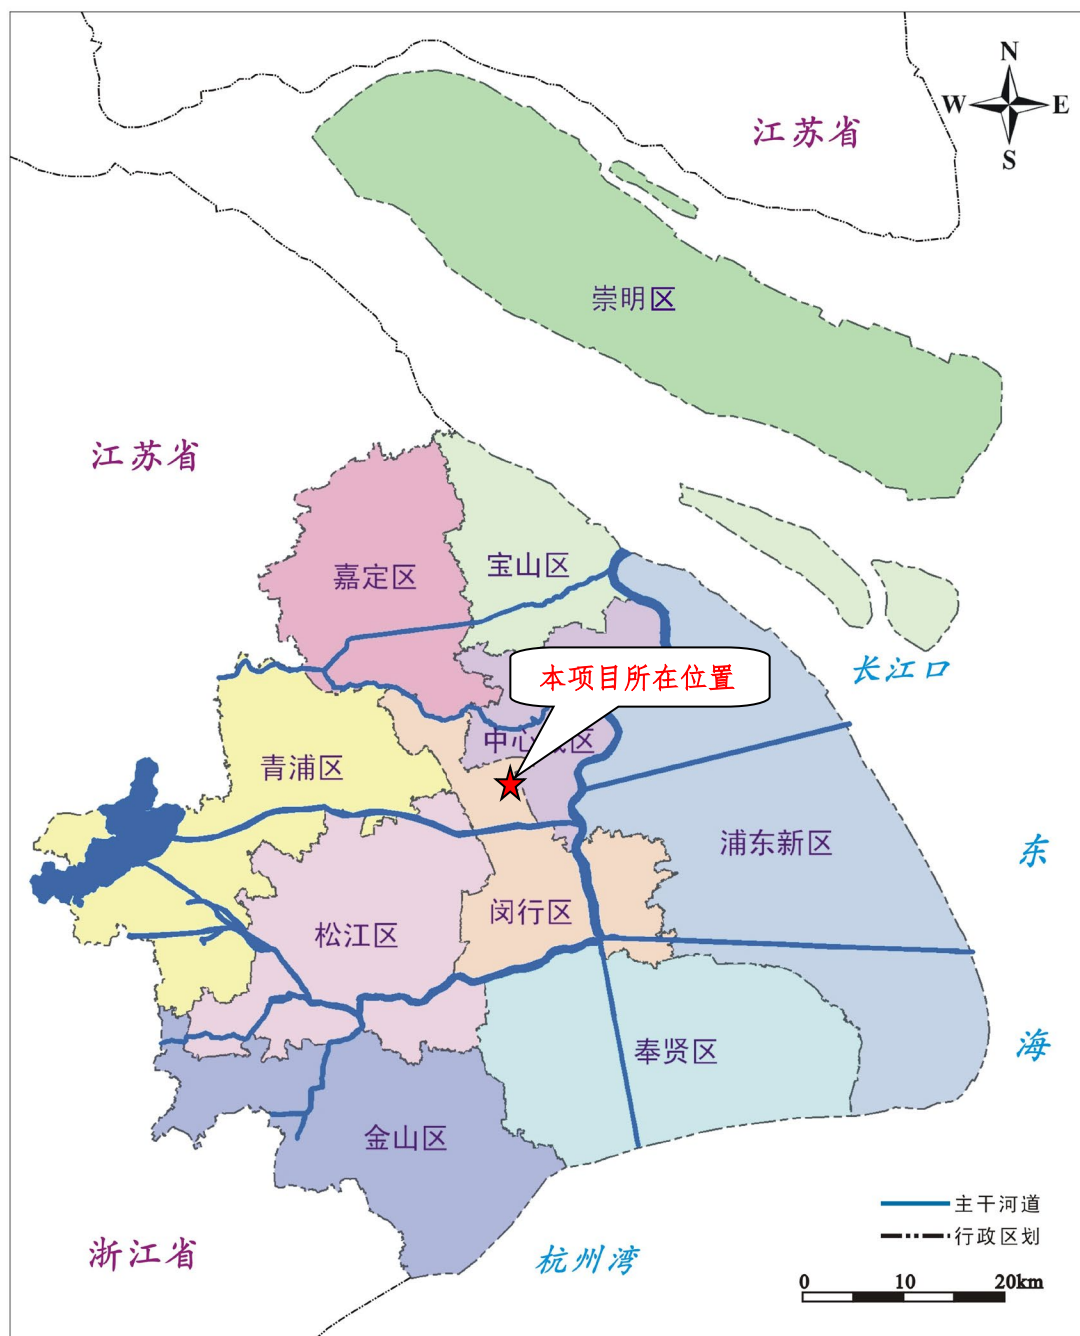 N
W
E
S
江苏省
崇明区
江苏省
宝山区
嘉定区
长江口
本项目所在位置
中心城区
青浦区
浦东新区
东
闵行区
松江区
海
奉贤区
金山区
主干河道
行政区划
浙江省
杭州湾
0
10
20km